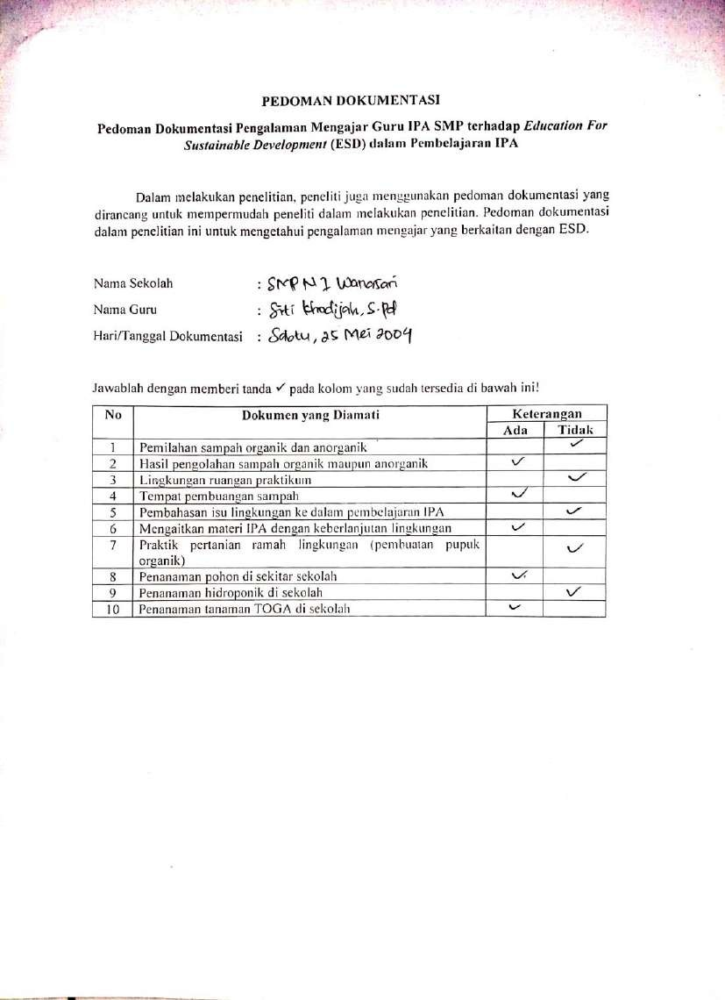 PEDOMAN DOKUMENTASI
Pedoman Dokumentasi Pengalaman Mengajar Guru IPA SMP terhadap Education For
Sustainable Development (ESD) dalam Pembelajaran IPA
Dalam melakukan penelitian, peneliti juga menggunakan pedoman dokumentasi yang
dirancang untuk mempermudah peneliti dalam melakukan penelitian. Pedoman dokumentasi
dalam penelitian ini untuk mengetahui pengalaman mengajar yang berkaitan dengan ESD.
Nama Sekolah : SMP N 1 Wanasari
Nama Guru : Siti Khadijah, S.Pd
Hari/Tanggal Dokumentasi : Sabtu, 25 Mei 2004
Jawablah dengan memberi tanda ✓ pada kolom yang sudah tersedia di bawah ini!
No Dokumen yang Diamati Keterangan
Ada Tidak
1 Pemilahan sampah organik dan anorganik ✓
2 Hasil pengolahan sampah organik maupun anorganik ✓
3 Lingkungan ruangan praktikum ✓
4 Tempat pembuangan sampah ✓
5 Pembahasan isu lingkungan ke dalam pembelajaran IPA ✓
6 Mengaitkan materi IPA dengan keberlanjutan lingkungan ✓
7 Praktik pertanian ramah lingkungan (pembuatan pupuk
organik) ✓
8 Penanaman pohon di sekitar sekolah ✓
9 Penanaman hidroponik di sekolah ✓
10 Penanaman tanaman TOGA di sekolah ✓